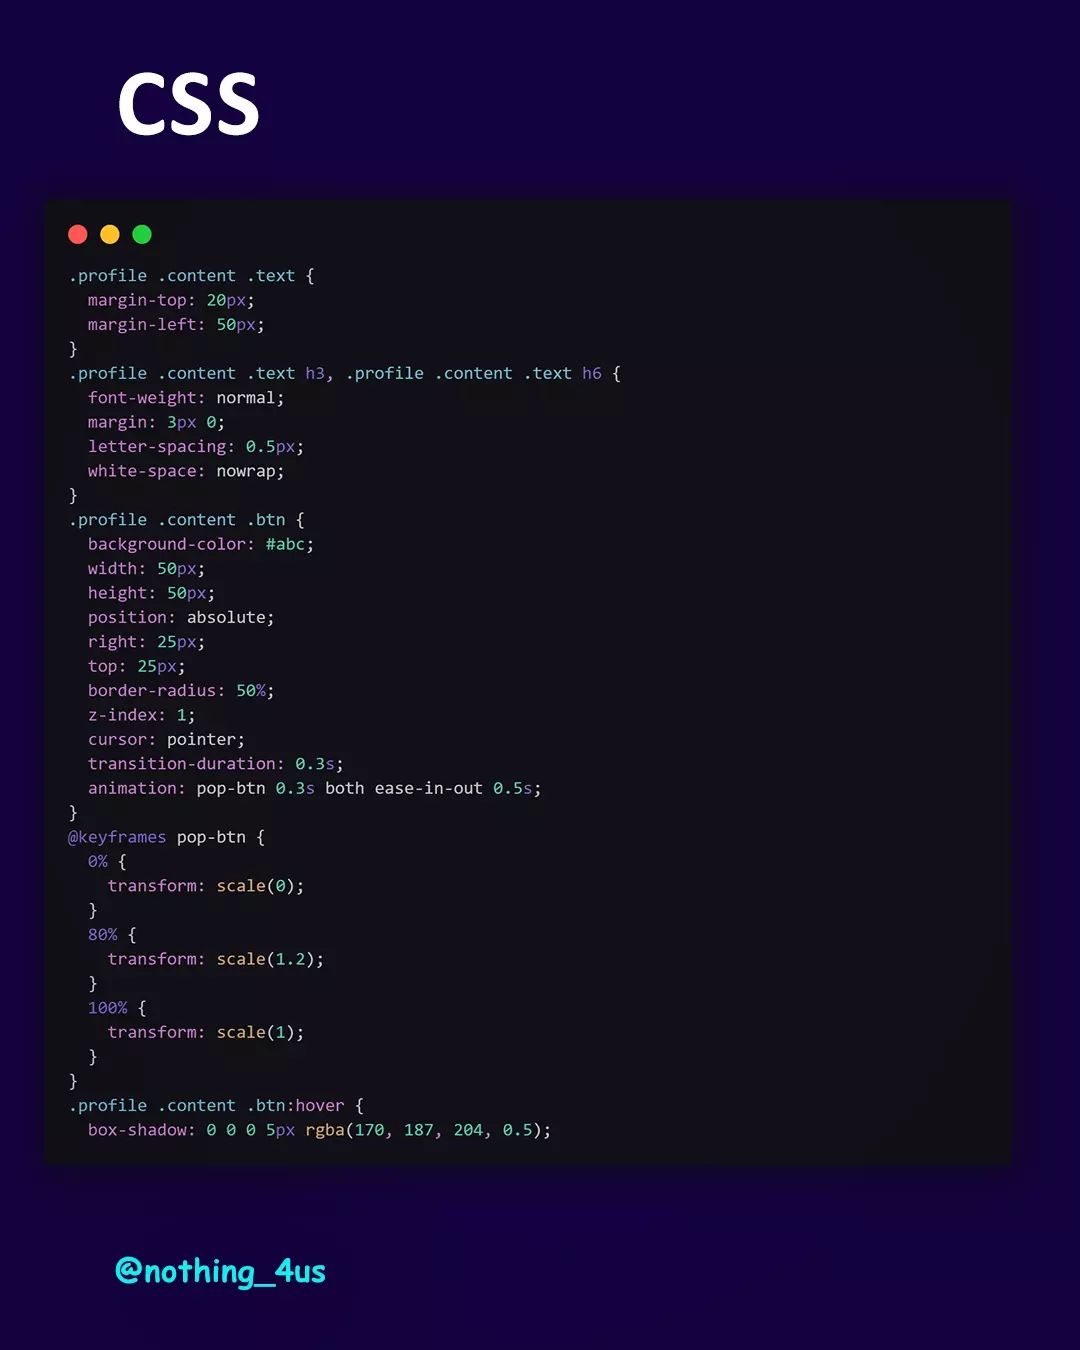 CSS
.profile .content .text {
  margin-top: 20px;
  margin-left: 50px;
}
.profile .content .text h3, .profile .content .text h6 {
  font-weight: normal;
  margin: 3px 0;
  letter-spacing: 0.5px;
  white-space: nowrap;
}
.profile .content .btn {
  background-color: #abc;
  width: 50px;
  height: 50px;
  position: absolute;
  right: 25px;
  top: 25px;
  border-radius: 50%;
  z-index: 1;
  cursor: pointer;
  transition-duration: 0.3s;
  animation: pop-btn 0.3s both ease-in-out 0.5s;
}
@keyframes pop-btn {
  0% {
    transform: scale(0);
  }
  80% {
    transform: scale(1.2);
  }
  100% {
    transform: scale(1);
  }
}
.profile .content .btn:hover {
  box-shadow: 0 0 0 5px rgba(170, 187, 204, 0.5);
@nothing_4us